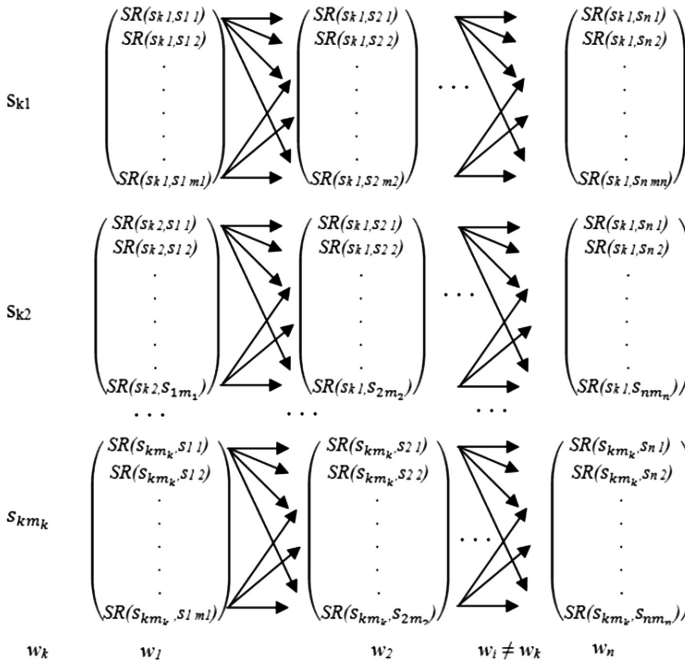 SR(sk1,s11) SR(sk1,s21) SR(sk1,sn1)
SR(sk1,s12) SR(sk1,s22) SR(sk1,sn2)
sk1 . . .
SR(sk1,s1m1) SR(sk1,s2m2) SR(sk1,snmn)
SR(sk2,s11) SR(sk1,s21) SR(sk1,sn1)
SR(sk2,s12) SR(sk1,s22) SR(sk1,sn2)
sk2 . . .
SR(sk2,s1m1) SR(sk1,s2m2) SR(sk1,snmn)
. . . . . . . . .
SR(skmk,s11) SR(skmk,s21) SR(skmk,sn1)
SR(skmk,s12) SR(skmk,s22) SR(skmk,sn2)
skmk . . .
SR(skmk,s1m1) SR(skmk,s2m2) SR(skmk,snmn)
wk w1 w2 wi ≠ wk wn